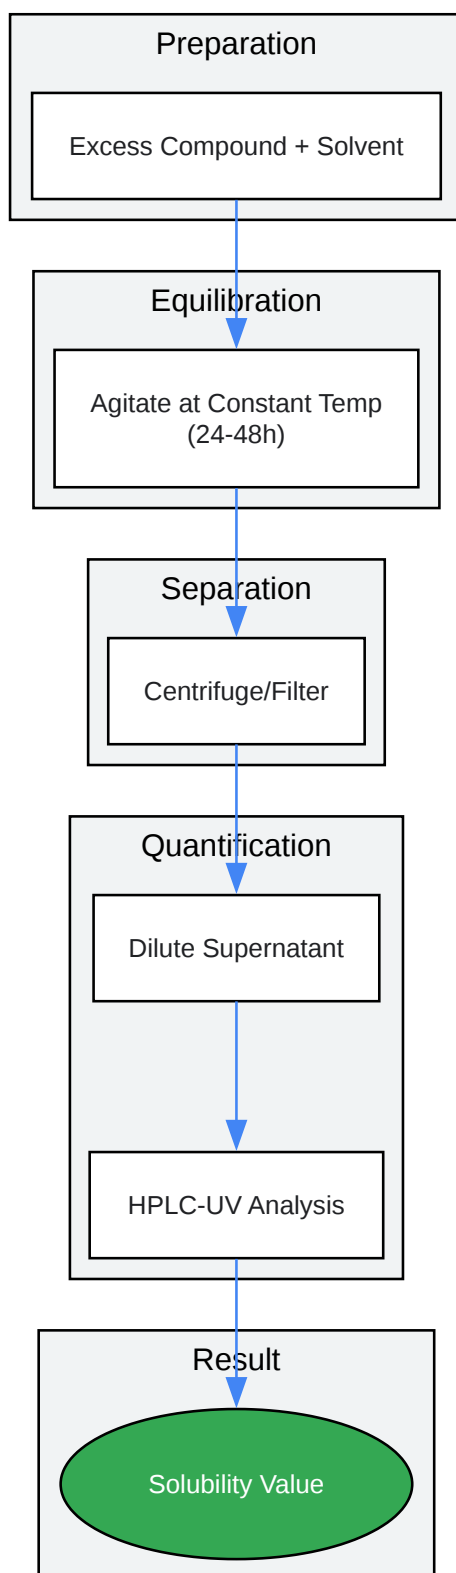 Preparation
Excess Compound + Solvent
Equilibration
Agitate at Constant Temp
(24-48h)
Separation
Centrifuge/Filter
Quantification
Dilute Supernatant
HPLC-UV Analysis
Result
Solubility Value